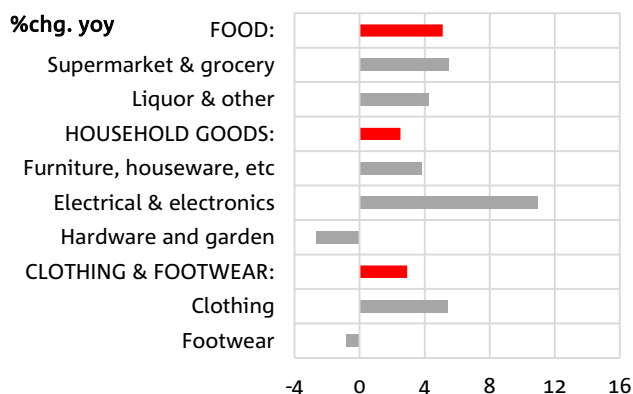 %chg. yoy
FOOD:
Supermarket & grocery
Liquor & other
HOUSEHOLD GOODS:
Furniture, houseware, etc
Electrical & electronics
Hardware and garden
CLOTHING & FOOTWEAR:
Clothing
Footwear
-4 0 4 8 12 16